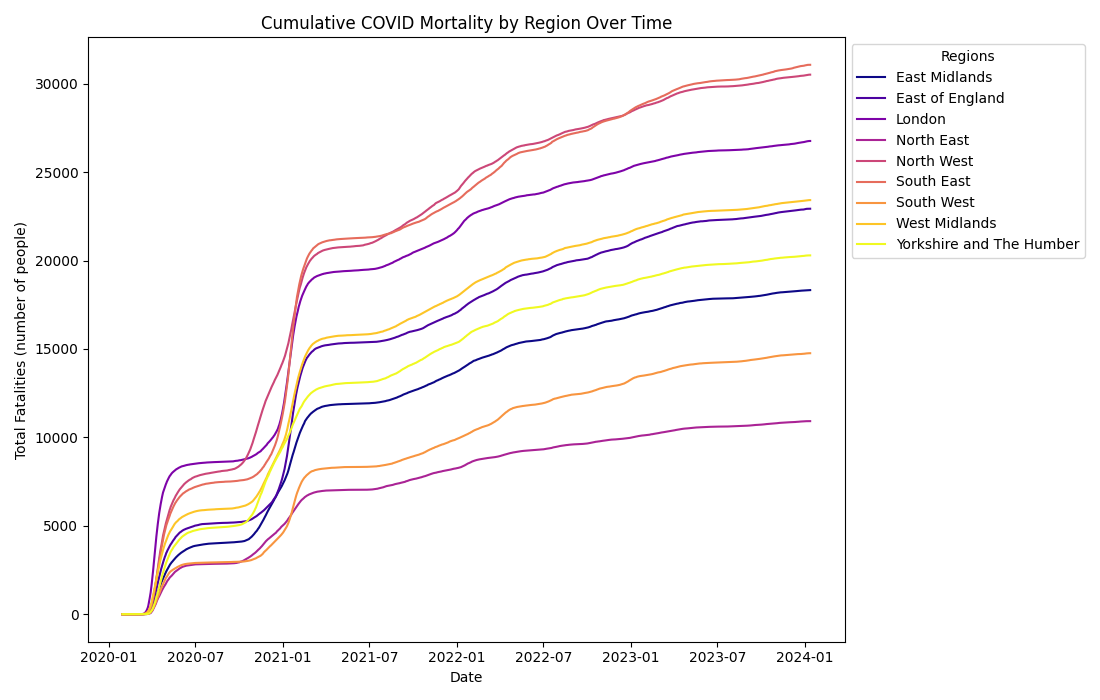 Cumulative COVID Mortality by Region Over Time
Total Fatalities (number of people)
30000
25000
20000
15000
10000
5000
0
2020-01 2020-07 2021-01 2021-07 2022-01 2022-07 2023-01 2023-07 2024-01
Date
Regions
East Midlands
East of England
London
North East
North West
South East
South West
West Midlands
Yorkshire and The Humber